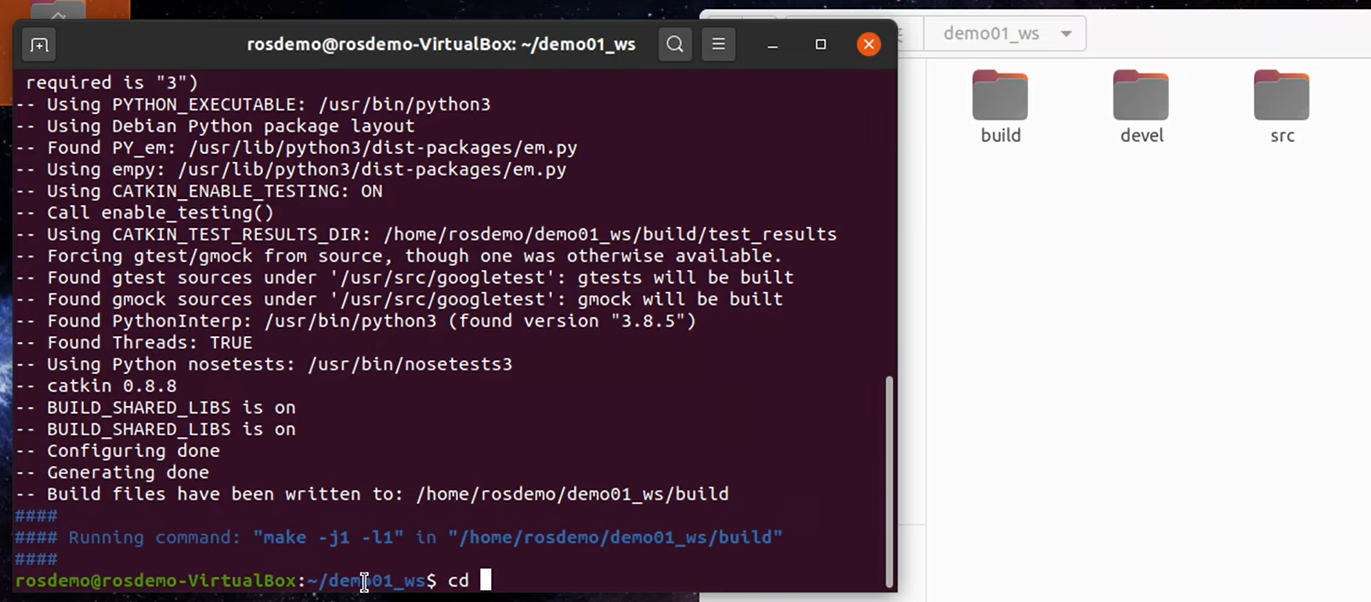 rosdemo@rosdemo-VirtualBox: ~/demo01_ws
required is "3")
-- Using PYTHON_EXECUTABLE: /usr/bin/python3
-- Using Debian Python package layout
-- Found PY_em: /usr/lib/python3/dist-packages/em.py
-- Using empy: /usr/lib/python3/dist-packages/em.py
-- Using CATKIN_ENABLE_TESTING: ON
-- Call enable_testing()
-- Using CATKIN_TEST_RESULTS_DIR: /home/rosdemo/demo01_ws/build/test_results
-- Forcing gtest/gmock from source, though one was otherwise available.
-- Found gtest sources under '/usr/src/googletest': gtests will be built
-- Found gmock sources under '/usr/src/googletest': gmock will be built
-- Found PythonInterp: /usr/bin/python3 (found version "3.8.5")
-- Found Threads: TRUE
-- Using Python nosetests: /usr/bin/nosetests3
-- catkin 0.8.8
-- BUILD_SHARED_LIBS is on
-- BUILD_SHARED_LIBS is on
-- Configuring done
-- Generating done
-- Build files have been written to: /home/rosdemo/demo01_ws/build
####
#### Running command: "make -j1 -l1" in "/home/rosdemo/demo01_ws/build"
####
rosdemo@rosdemo-VirtualBox:~/demo01_ws$ cd
demo01_ws
build
devel
src